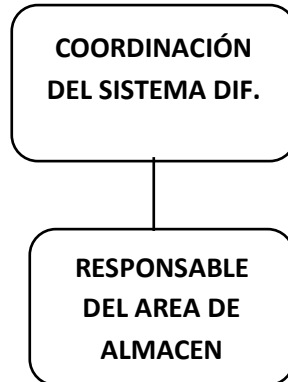 COORDINACIÓN
DEL SISTEMA DIF.
RESPONSABLE
DEL AREA DE
ALMACEN